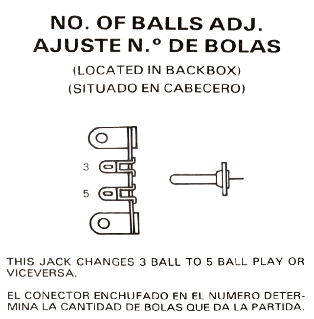 NO. OF BALLS ADJ.
AJUSTE N.º DE BOLAS
(LOCATED IN BACKBOX)
(SITUADO EN CABECERO)
3
5
THIS JACK CHANGES 3 BALL TO 5 BALL PLAY OR
VICEVERSA.
EL CONECTOR ENCHUFADO EN EL NUMERO DETER-
MINA LA CANTIDAD DE BOLAS QUE DA LA PARTIDA.